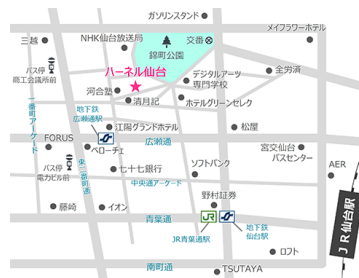 ガソリンスタンド
メイフラワーホテル
三越
NHK仙台放送局
交番
錦町公園
バス停
商工会議所前
ハーネル仙台
デジタルアーツ
専門学校
全労済
河合塾
清月記
ホテルグリーンセレク
一番町アーケード
地下鉄
広瀬通駅
江陽グランドホテル
松屋
FORUS
ベローチェ
広瀬通
宮交仙台
バスセンター
バス停
電力ビル前
東二番町通
七十七銀行
ソフトバンク
AER
中央通アーケード
野村証券
藤崎
イオン
青葉通
JR
地下鉄
仙台駅
JR青葉通駅
JR仙台駅
ロフト
南町通
TSUTAYA